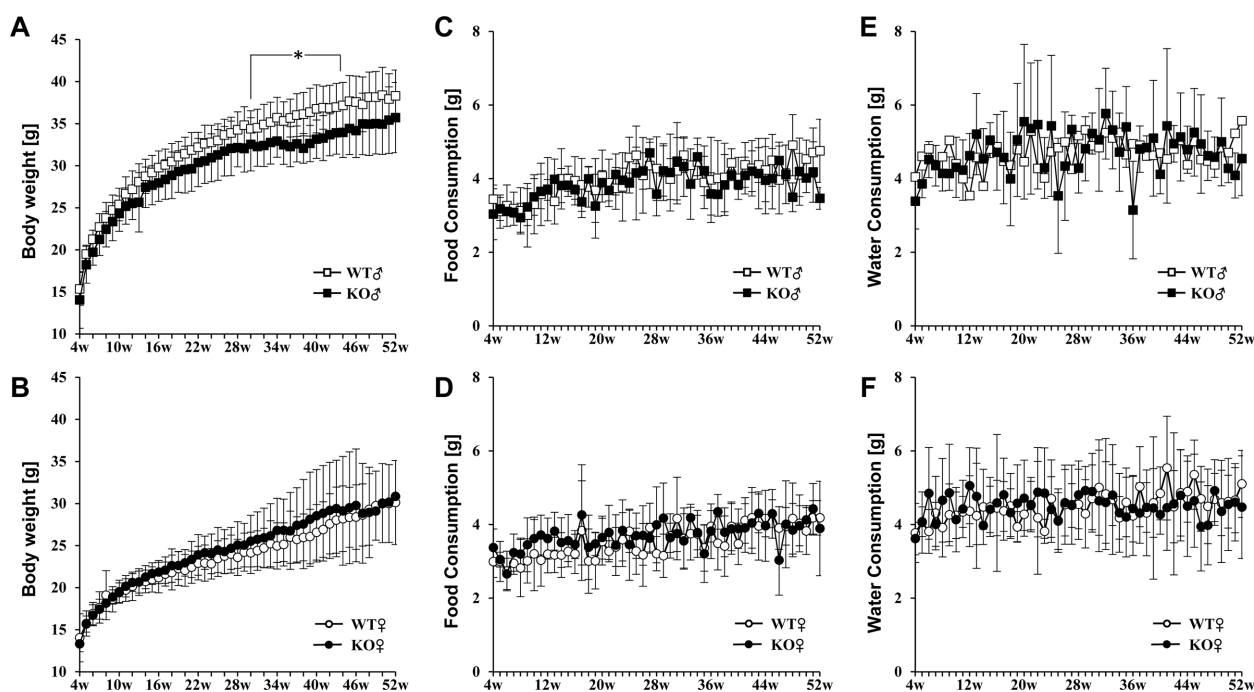 A
Body weight [g]
45
40
35
30
25
20
15
10
*
WT♂
KO♂
4w 10w 16w 22w 28w 34w 40w 46w 52w
C
Food Consumption [g]
8
6
4
2
0
WT♂
KO♂
4w 12w 20w 28w 36w 44w 52w
E
Water Consumption [g]
8
6
4
2
0
WT♂
KO♂
4w 12w 20w 28w 36w 44w 52w
B
Body weight [g]
45
40
35
30
25
20
15
10
WT♀
KO♀
4w 10w 16w 22w 28w 34w 40w 46w 52w
D
Food Consumption [g]
8
6
4
2
0
WT♀
KO♀
4w 12w 20w 28w 36w 44w 52w
F
Water Consumption [g]
8
6
4
2
0
WT♀
KO♀
4w 12w 20w 28w 36w 44w 52w